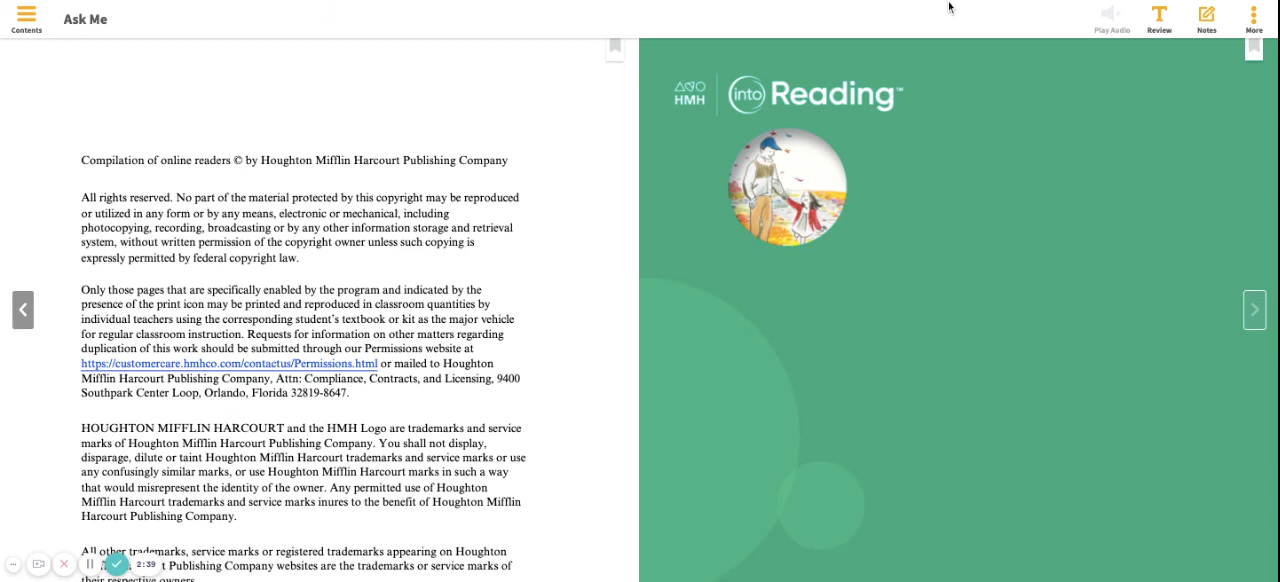 Contents
Ask Me
Play Audio
Review
Notes
More
Compilation of online readers © by Houghton Mifflin Harcourt Publishing Company
All rights reserved. No part of the material protected by this copyright may be reproduced
or utilized in any form or by any means, electronic or mechanical, including
photocopying, recording, broadcasting or by any other information storage and retrieval
system, without written permission of the copyright owner unless such copying is
expressly permitted by federal copyright law.
Only those pages that are specifically enabled by the program and indicated by the
presence of the print icon may be printed and reproduced in classroom quantities by
individual teachers using the corresponding student's textbook or kit as the major vehicle
for regular classroom instruction. Requests for information on other matters regarding
duplication of this work should be submitted through our Permissions website at
https://customercare.hmhco.com/contactus/Permissions.html or mailed to Houghton
Mifflin Harcourt Publishing Company, Attn: Compliance, Contracts, and Licensing, 9400
Southpark Center Loop, Orlando, Florida 32819-8647.
HOUGHTON MIFFLIN HARCOURT and the HMH Logo are trademarks and service
marks of Houghton Mifflin Harcourt Publishing Company. You shall not display,
disparage, dilute or taint Houghton Mifflin Harcourt trademarks and service marks or use
any confusingly similar marks, or use Houghton Mifflin Harcourt marks in such a way
that would misrepresent the identity of the owner. Any permitted use of Houghton
Mifflin Harcourt trademarks and service marks inures to the benefit of Houghton Mifflin
Harcourt Publishing Company.
All other trademarks, service marks or registered trademarks appearing on Houghton
Publishing Company websites are the trademarks or service marks of
their respective owners.
2:39
HMH
into Reading™